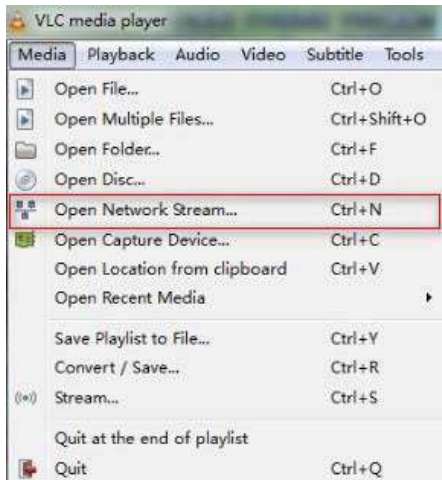 VLC media player
Media Playback Audio Video Subtitle Tools
Open File... Ctrl+O
Open Multiple Files... Ctrl+Shift+O
Open Folder... Ctrl+F
Open Disc... Ctrl+D
Open Network Stream... Ctrl+N
Open Capture Device... Ctrl+C
Open Location from clipboard Ctrl+V
Open Recent Media
Save Playlist to File... Ctrl+Y
Convert / Save... Ctrl+R
Stream... Ctrl+S
Quit at the end of playlist
Quit Ctrl+Q